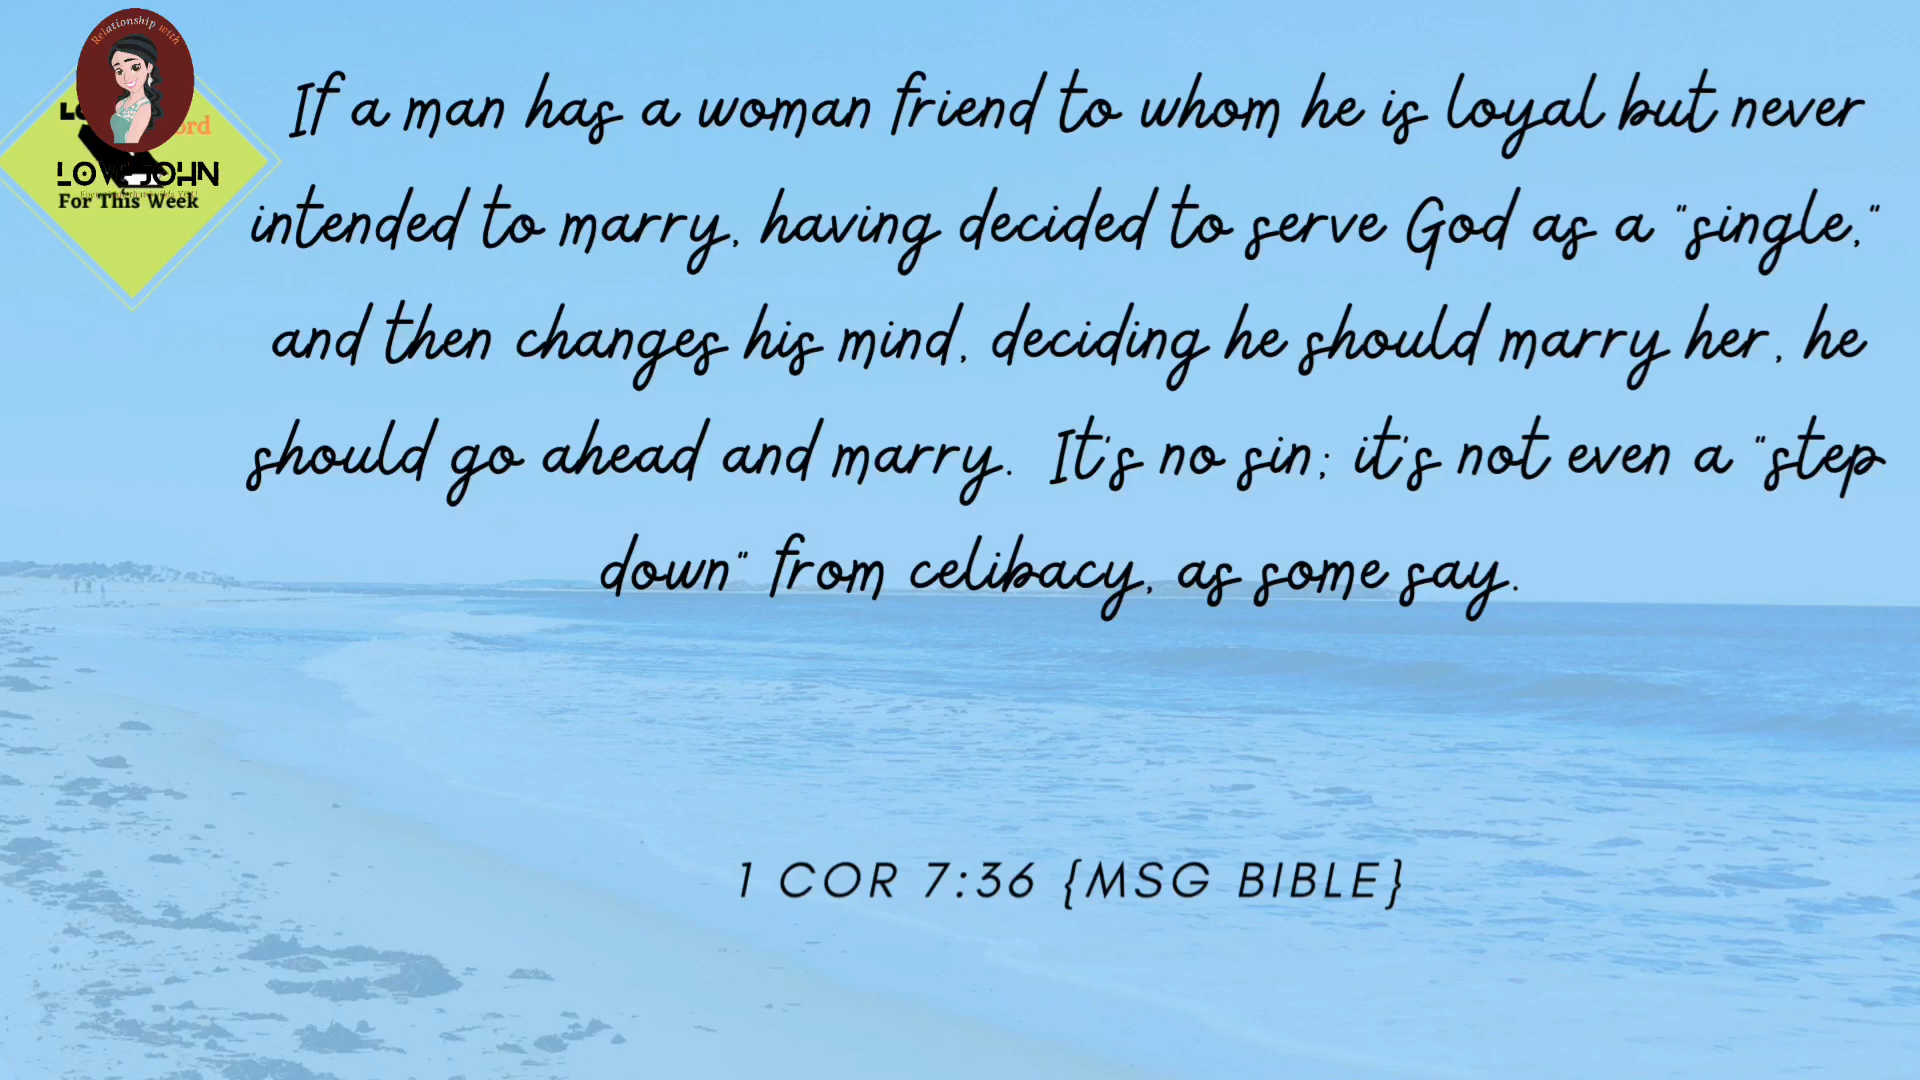 Relationship with
LOVE JOHN
For This Week
If a man has a woman friend to whom he is loyal but never
intended to marry, having decided to serve God as a "single,"
and then changes his mind, deciding he should marry her, he
should go ahead and marry. It's no sin; it's not even a "step
down" from celibacy, as some say.
1 COR 7:36 {MSG BIBLE}